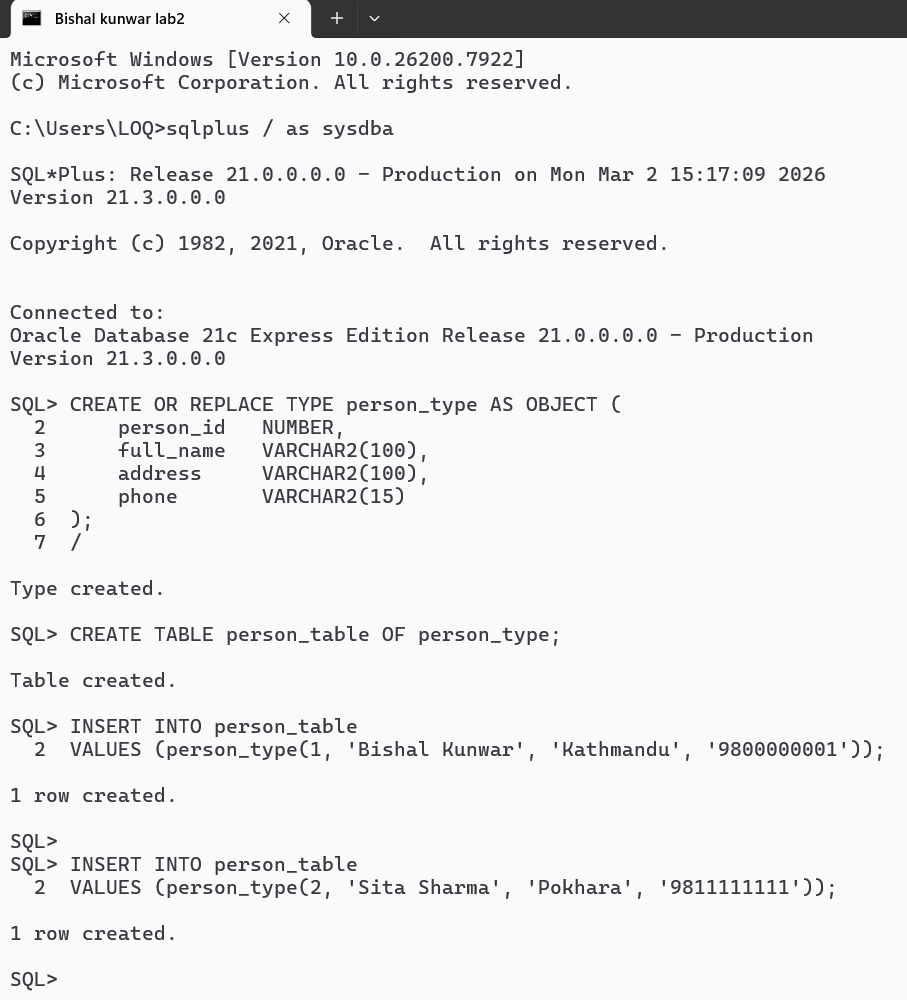 Bishal kunwar lab2
Microsoft Windows [Version 10.0.26200.7922]
(c) Microsoft Corporation. All rights reserved.
C:\Users\LOQ>sqlplus / as sysdba
SQL*Plus: Release 21.0.0.0.0 - Production on Mon Mar 2 15:17:09 2026
Version 21.3.0.0.0
Copyright (c) 1982, 2021, Oracle.  All rights reserved.
Connected to:
Oracle Database 21c Express Edition Release 21.0.0.0.0 - Production
Version 21.3.0.0.0
SQL> CREATE OR REPLACE TYPE person_type AS OBJECT (
  2      person_id   NUMBER,
  3      full_name   VARCHAR2(100),
  4      address     VARCHAR2(100),
  5      phone       VARCHAR2(15)
  6  );
  7  /
Type created.
SQL> CREATE TABLE person_table OF person_type;
Table created.
SQL> INSERT INTO person_table
  2  VALUES (person_type(1, 'Bishal Kunwar', 'Kathmandu', '9800000001'));
1 row created.
SQL>
SQL> INSERT INTO person_table
  2  VALUES (person_type(2, 'Sita Sharma', 'Pokhara', '9811111111'));
1 row created.
SQL>